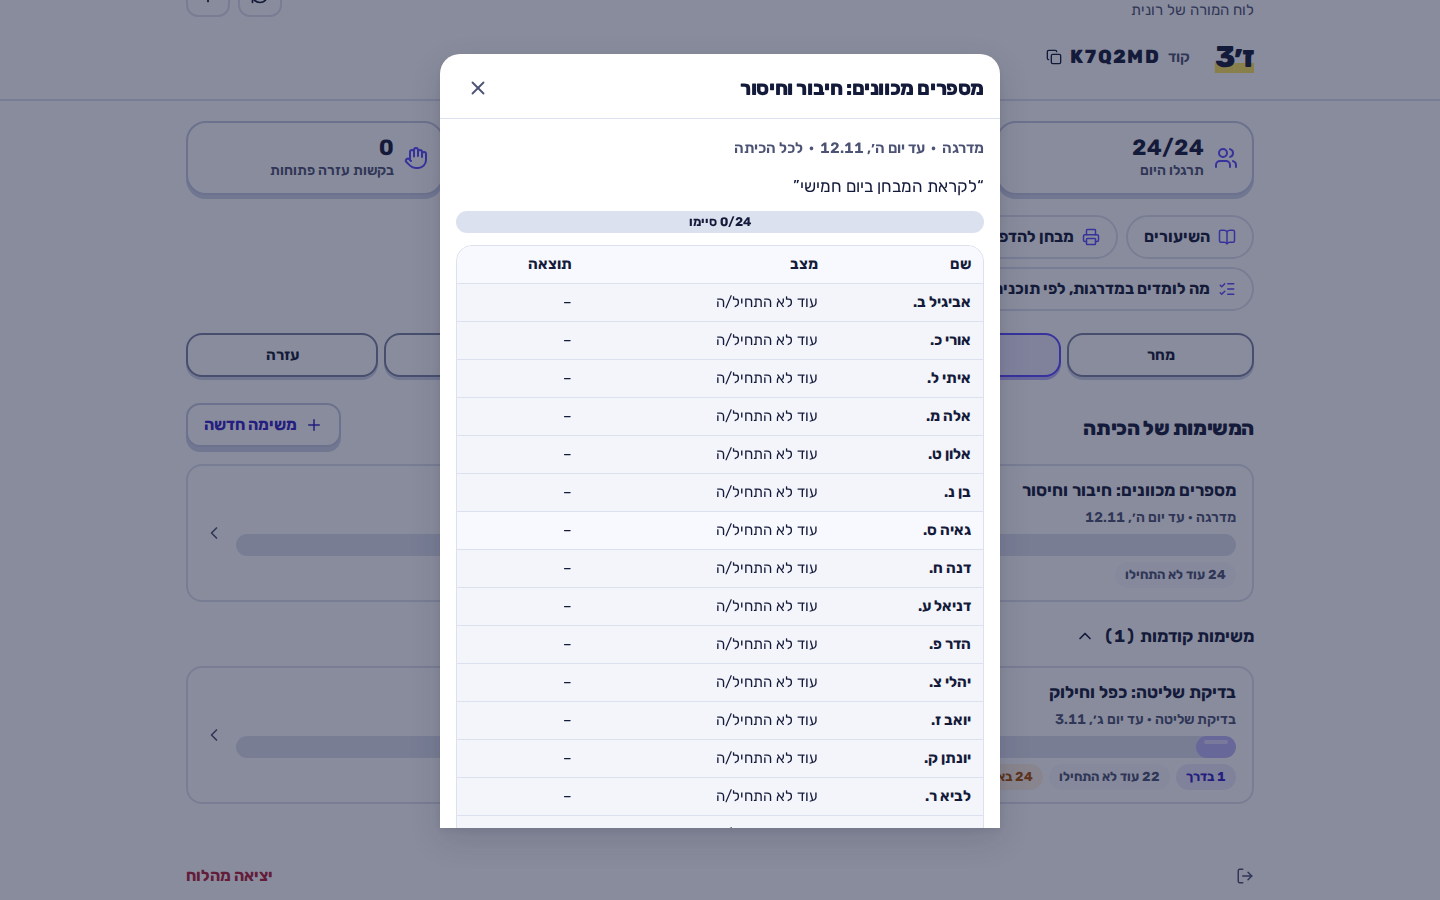 לוח המורה של רונית
ז׳3 קוד K7Q2MD
24/24
תרגלו היום
0
בקשות עזרה פתוחות
השיעורים
מבחן להדפ
מה לומדים במדרגות, לפי תוכני
מחר
עזרה
המשימות של הכיתה
משימה חדשה
מספרים מכוונים: חיבור וחיסור
מדרגה • עד יום ה׳, 12.11
24 עוד לא התחילו
משימות קודמות (1)
בדיקת שליטה: כפל וחילוק
בדיקת שליטה • עד יום ג׳, 3.11
1 בדרך
22 עוד לא התחילו
24 בא
יציאה מהלוח
מספרים מכוונים: חיבור וחיסור
מדרגה • עד יום ה׳, 12.11 • לכל הכיתה
"לקראת המבחן ביום חמישי"
0/24 סיימו
שם מצב תוצאה
אביגיל ב. עוד לא התחיל/ה –
אורי כ. עוד לא התחיל/ה –
איתי ל. עוד לא התחיל/ה –
אלה מ. עוד לא התחיל/ה –
אלון ט. עוד לא התחיל/ה –
בן נ. עוד לא התחיל/ה –
גאיה ס. עוד לא התחיל/ה –
דנה ח. עוד לא התחיל/ה –
דניאל ע. עוד לא התחיל/ה –
הדר פ. עוד לא התחיל/ה –
יהלי צ. עוד לא התחיל/ה –
יואב ז. עוד לא התחיל/ה –
יונתן ק. עוד לא התחיל/ה –
לביא ר. עוד לא התחיל/ה –